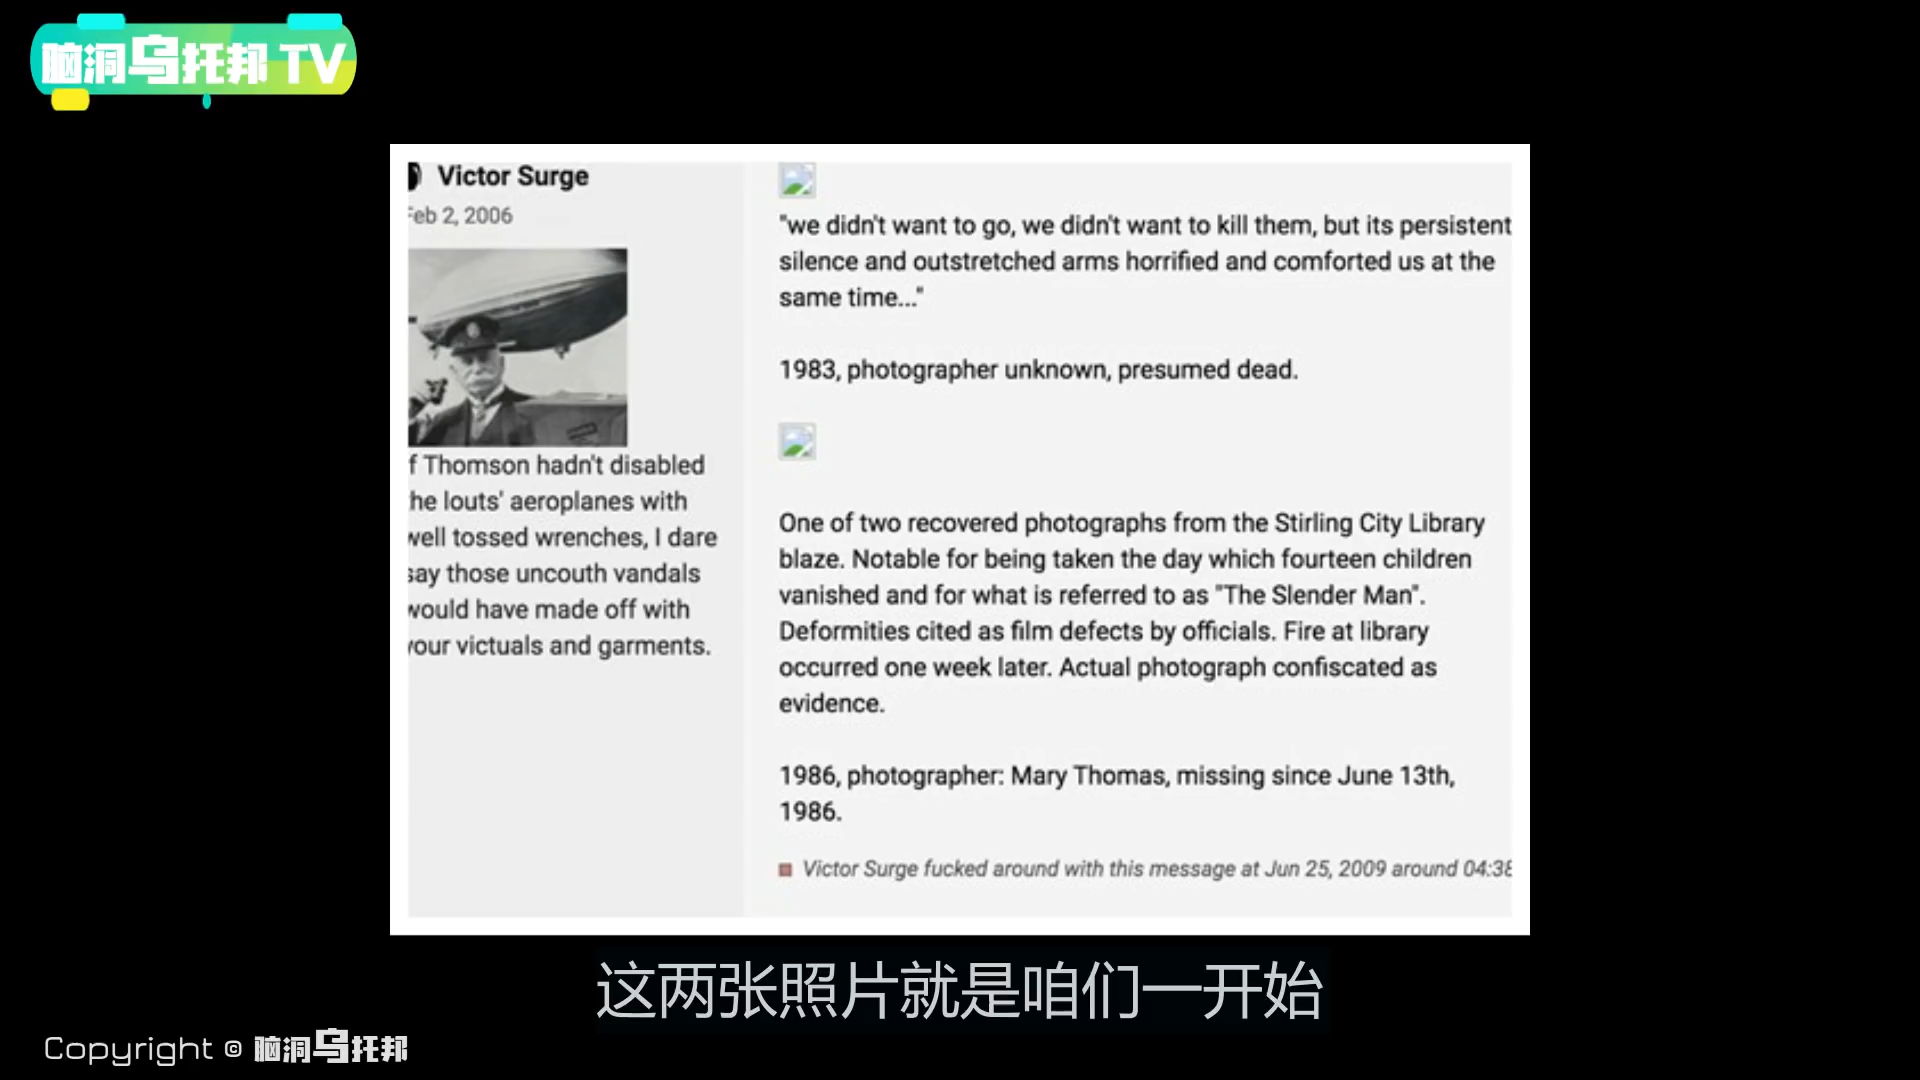 脑洞乌托邦 TV
Victor Surge
Feb 2, 2006
f Thomson hadn't disabled
he louts' aeroplanes with
well tossed wrenches, I dare
say those uncouth vandals
would have made off with
your victuals and garments.
"we didn't want to go, we didn't want to kill them, but its persistent
silence and outstretched arms horrified and comforted us at the
same time..."
1983, photographer unknown, presumed dead.
One of two recovered photographs from the Stirling City Library
blaze. Notable for being taken the day which fourteen children
vanished and for what is referred to as "The Slender Man".
Deformities cited as film defects by officials. Fire at library
occurred one week later. Actual photograph confiscated as
evidence.
1986, photographer: Mary Thomas, missing since June 13th,
1986.
Victor Surge fucked around with this message at Jun 25, 2009 around 04:38
这两张照片就是咱们一开始
Copyright © 脑洞乌托邦